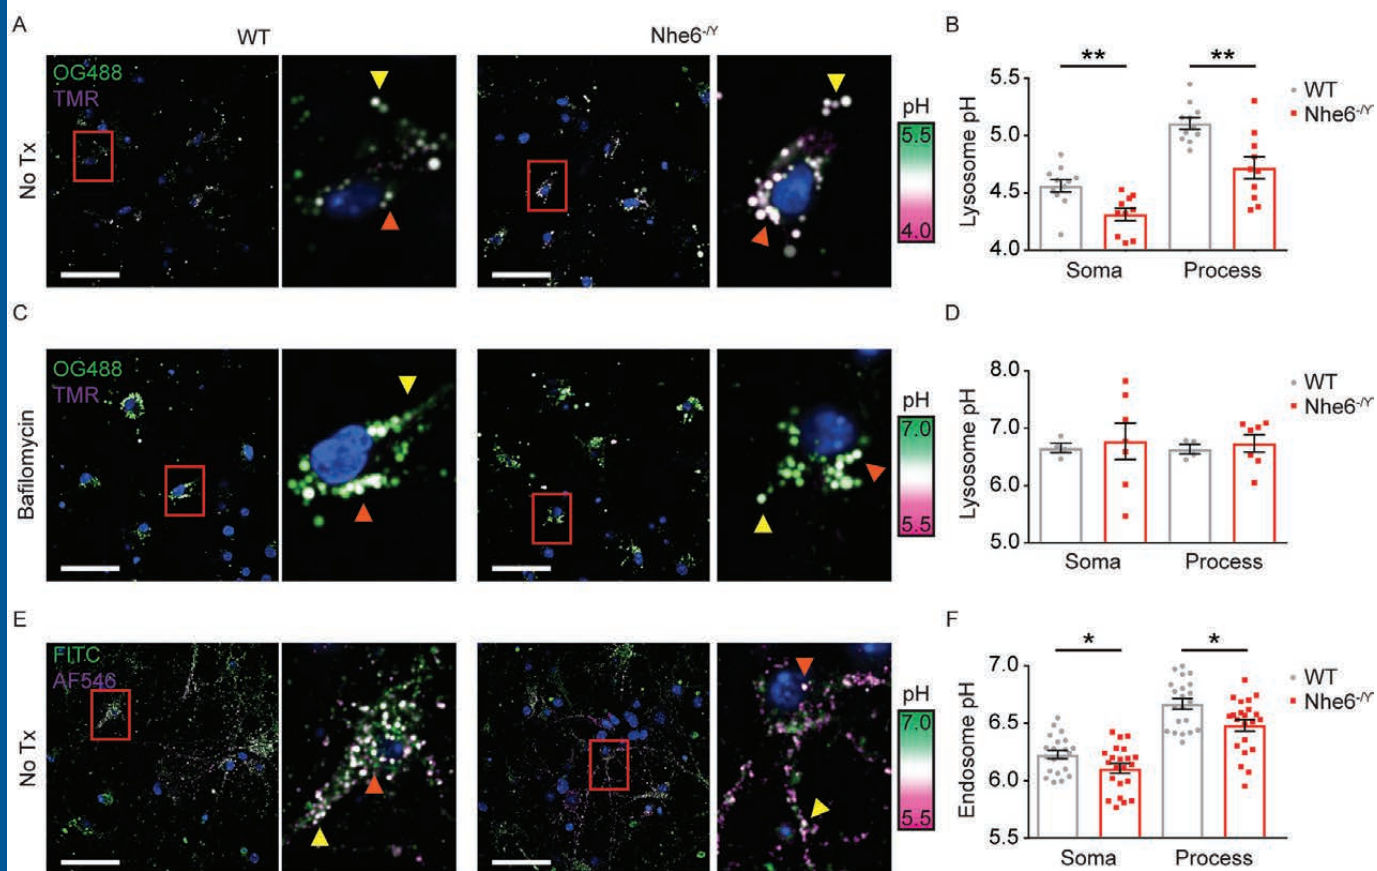 A
WT
Nhe6-/Y
B
OG488
TMR
No Tx
pH
5.5
4.0
** **
5.5
5.0
4.5
4.0
Lysosome pH
Soma Process
WT
Nhe6-/Y
C
OG488
TMR
Bafilomycin
pH
7.0
5.5
D
8.0
7.0
6.0
5.0
Lysosome pH
Soma Process
WT
Nhe6-/Y
E
FITC
AF546
No Tx
pH
7.0
5.5
F
* *
7.0
6.5
6.0
5.5
Endosome pH
Soma Process
WT
Nhe6-/Y